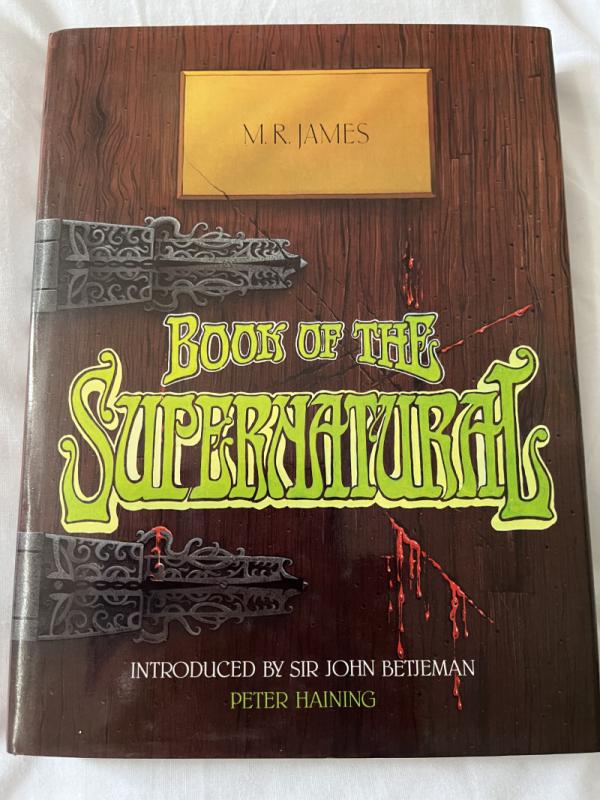 M. R. JAMES
BOOK OF THE
SUPERNATURAL
INTRODUCED BY SIR JOHN BETJEMAN
PETER HAINING